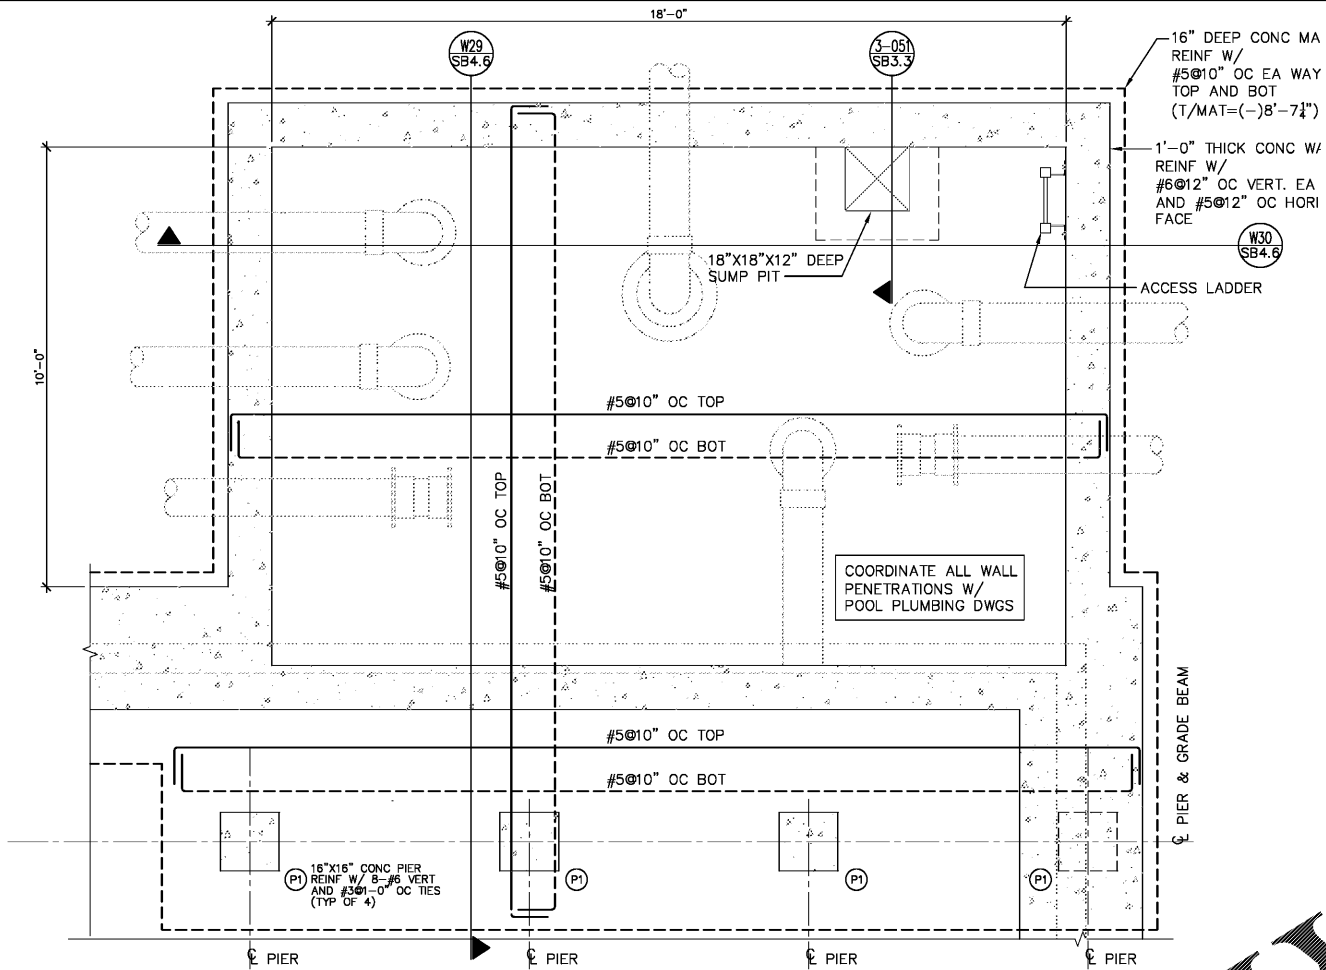 18'-0"
W29
SB4.6
3-051
SB3.3
16" DEEP CONC MA
REINF W/
#5@10" OC EA WAY
TOP AND BOT
(T/MAT=(-)8'-7¼")
1'-0" THICK CONC WA
REINF W/
#6@12" OC VERT. EA
AND #5@12" OC HORI
FACE
W30
SB4.6
18"X18"X12" DEEP
SUMP PIT
ACCESS LADDER
10'-0"
#5@10" OC TOP
#5@10" OC BOT
#5@10" OC TOP
#5@10" OC BOT
COORDINATE ALL WALL
PENETRATIONS W/
POOL PLUMBING DWGS
#5@10" OC TOP
#5@10" OC BOT
℄ PIER & GRADE BEAM
P1
16"X16" CONC PIER
REINF W/ 8-#6 VERT
AND #3@1-0" OC TIES
(TYP OF 4)
P1
P1
P1
℄ PIER
℄ PIER
℄ PIER
℄ PIER